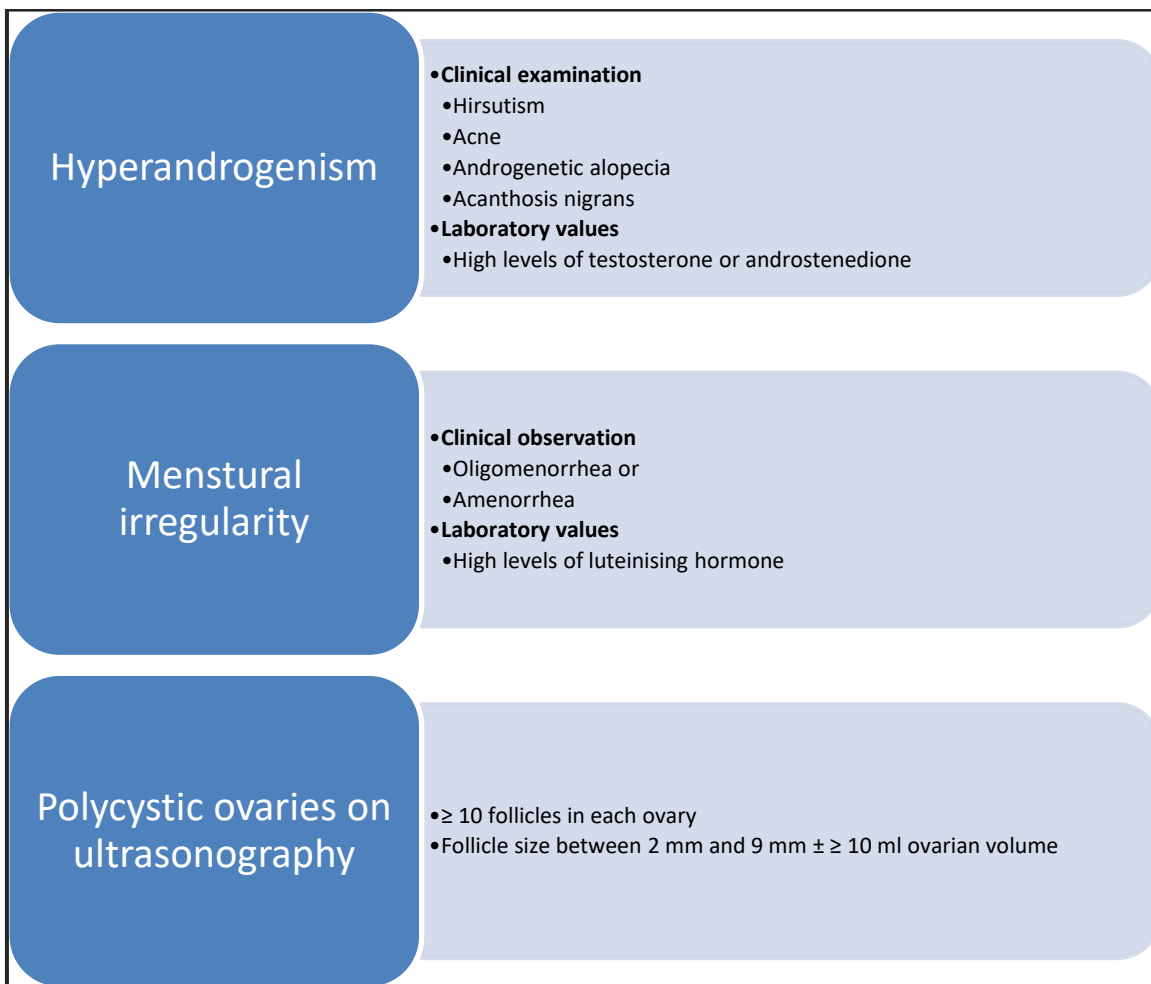 Hyperandrogenism
•Clinical examination
•Hirsutism
•Acne
•Androgenetic alopecia
•Acanthosis nigrans
•Laboratory values
•High levels of testosterone or androstenedione
Menstural
irregularity
•Clinical observation
•Oligomenorrhea or
•Amenorrhea
•Laboratory values
•High levels of luteinising hormone
Polycystic ovaries on
ultrasonography
•≥ 10 follicles in each ovary
•Follicle size between 2 mm and 9 mm ± ≥ 10 ml ovarian volume